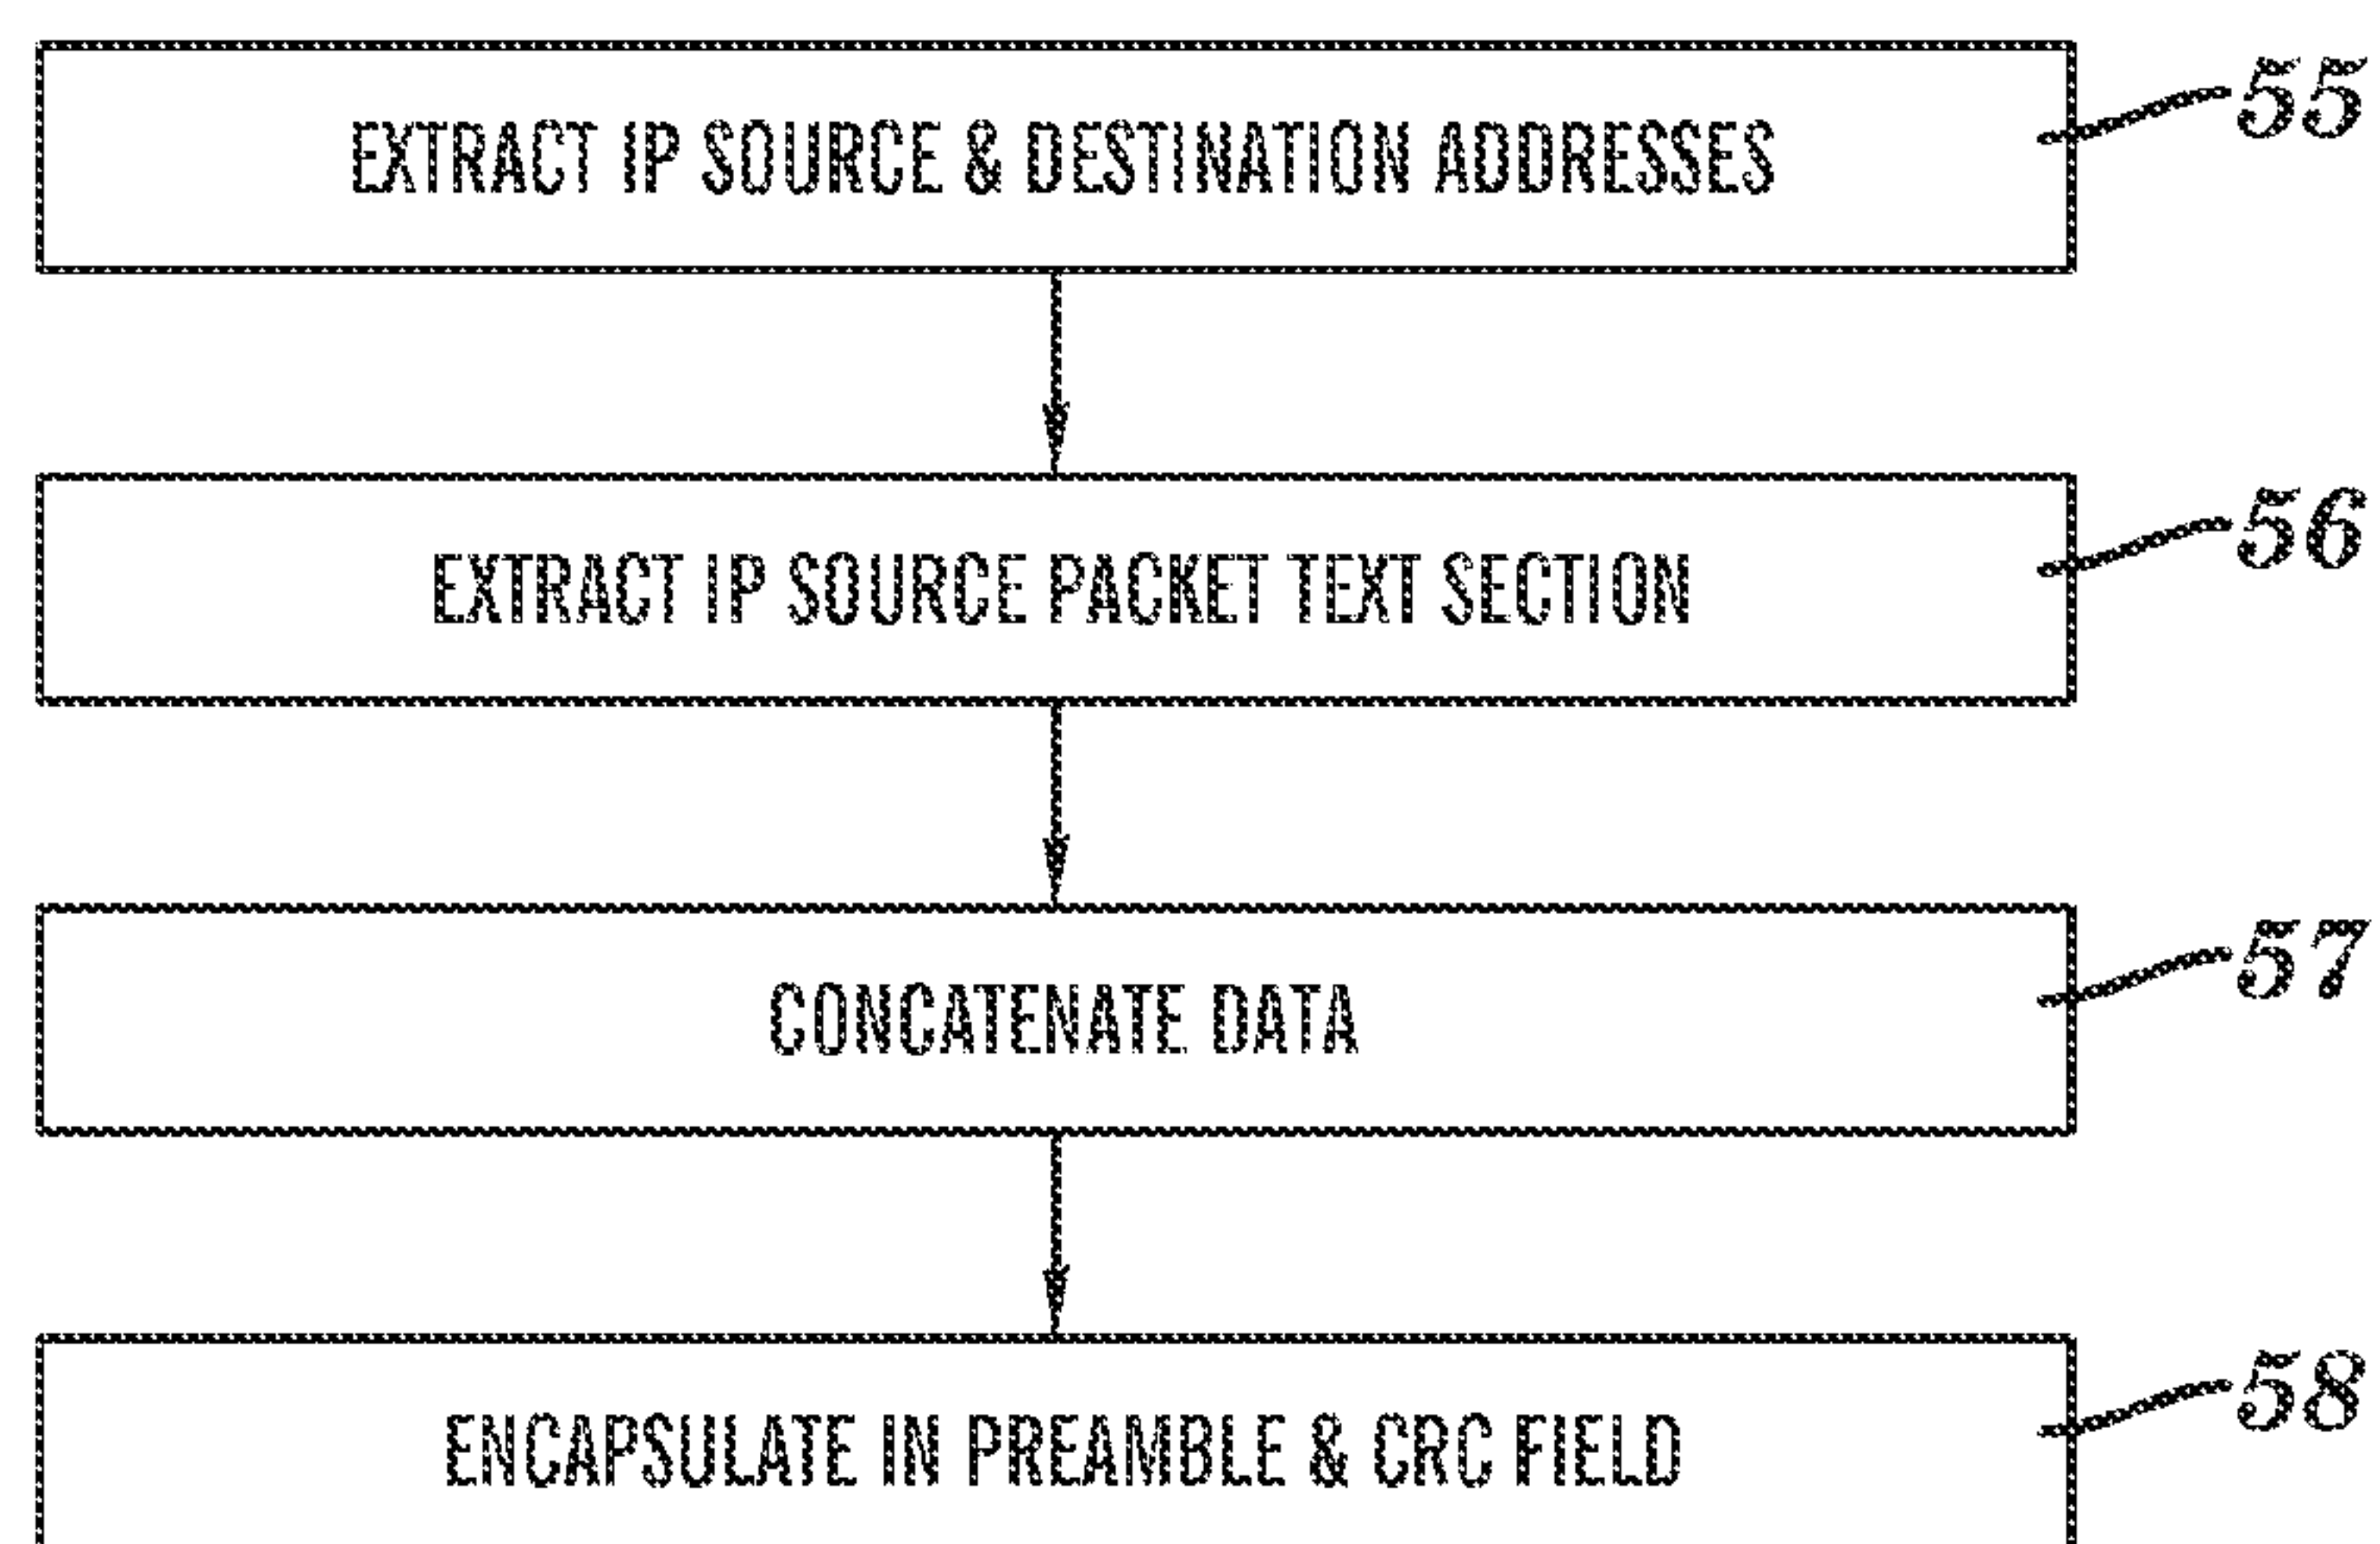 EXTRACT IP SOURCE & DESTINATION ADDRESSES
55
EXTRACT IP SOURCE PACKET TEXT SECTION
56
CONCATENATE DATA
57
ENCAPSULATE IN PREAMBLE & CRC FIELD
58